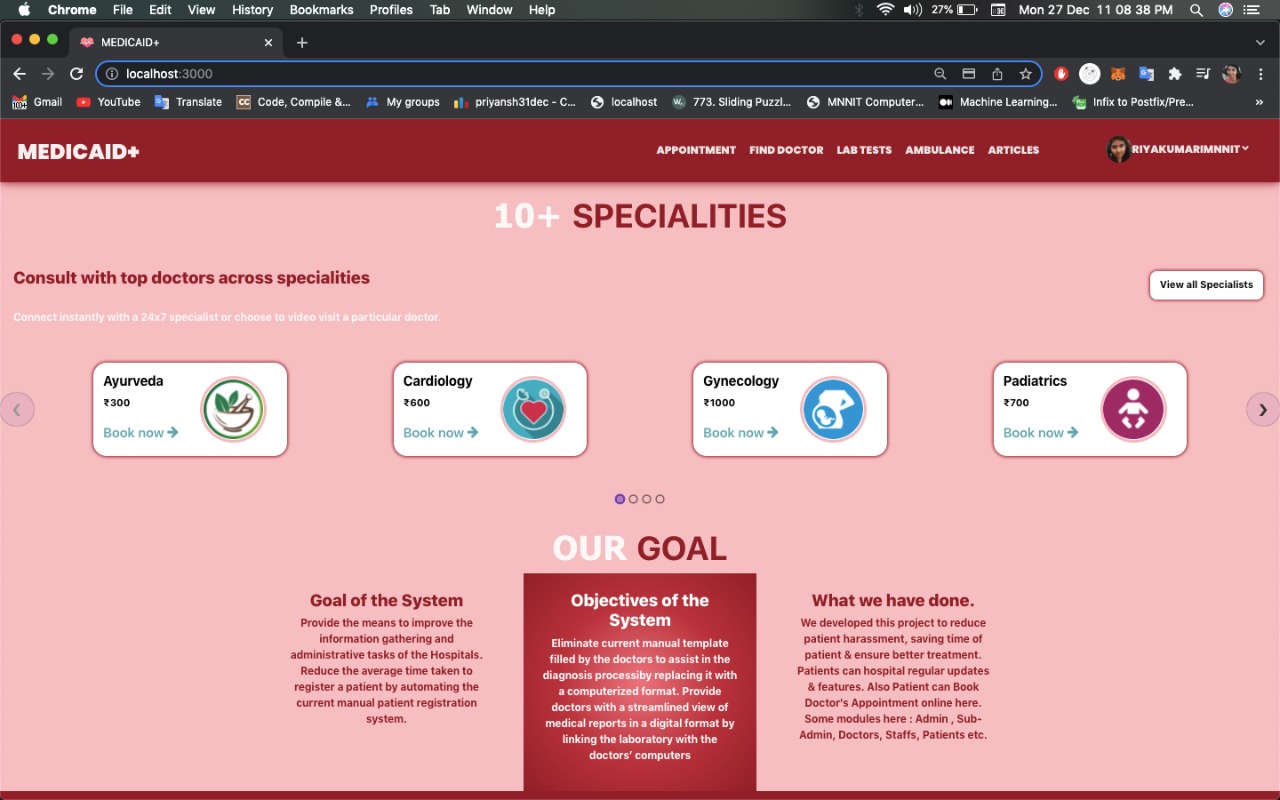 Chrome File Edit View History Bookmarks Profiles Tab Window Help 27% Mon 27 Dec 11 08 38 PM
MEDICAID+
localhost:3000
Gmail YouTube Translate CC Code, Compile &... My groups priyansh31dec - C... localhost 773. Sliding Puzzl... MNNIT Computer... Machine Learning... Infix to Postfix/Pre... »
MEDICAID+ APPOINTMENT FIND DOCTOR LAB TESTS AMBULANCE ARTICLES RIYAKUMARIMNNIT
10+ SPECIALITIES
Consult with top doctors across specialities
View all Specialists
Connect instantly with a 24x7 specialist or choose to video visit a particular doctor.
Ayurveda
₹300
Book now
Cardiology
₹600
Book now
Gynecology
₹1000
Book now
Padiatrics
₹700
Book now
OUR GOAL
Goal of the System
Provide the means to improve the
information gathering and
administrative tasks of the Hospitals.
Reduce the average time taken to
register a patient by automating the
current manual patient registration
system.
Objectives of the
System
Eliminate current manual template
filled by the doctors to assist in the
diagnosis processiby replacing it with
a computerized format. Provide
doctors with a streamlined view of
medical reports in a digital format by
linking the laboratory with the
doctors' computers
What we have done.
We developed this project to reduce
patient harassment, saving time of
patient & ensure better treatment.
Patients can hospital regular updates
& features. Also Patient can Book
Doctor's Appointment online here.
Some modules here : Admin , Sub-
Admin, Doctors, Staffs, Patients etc.